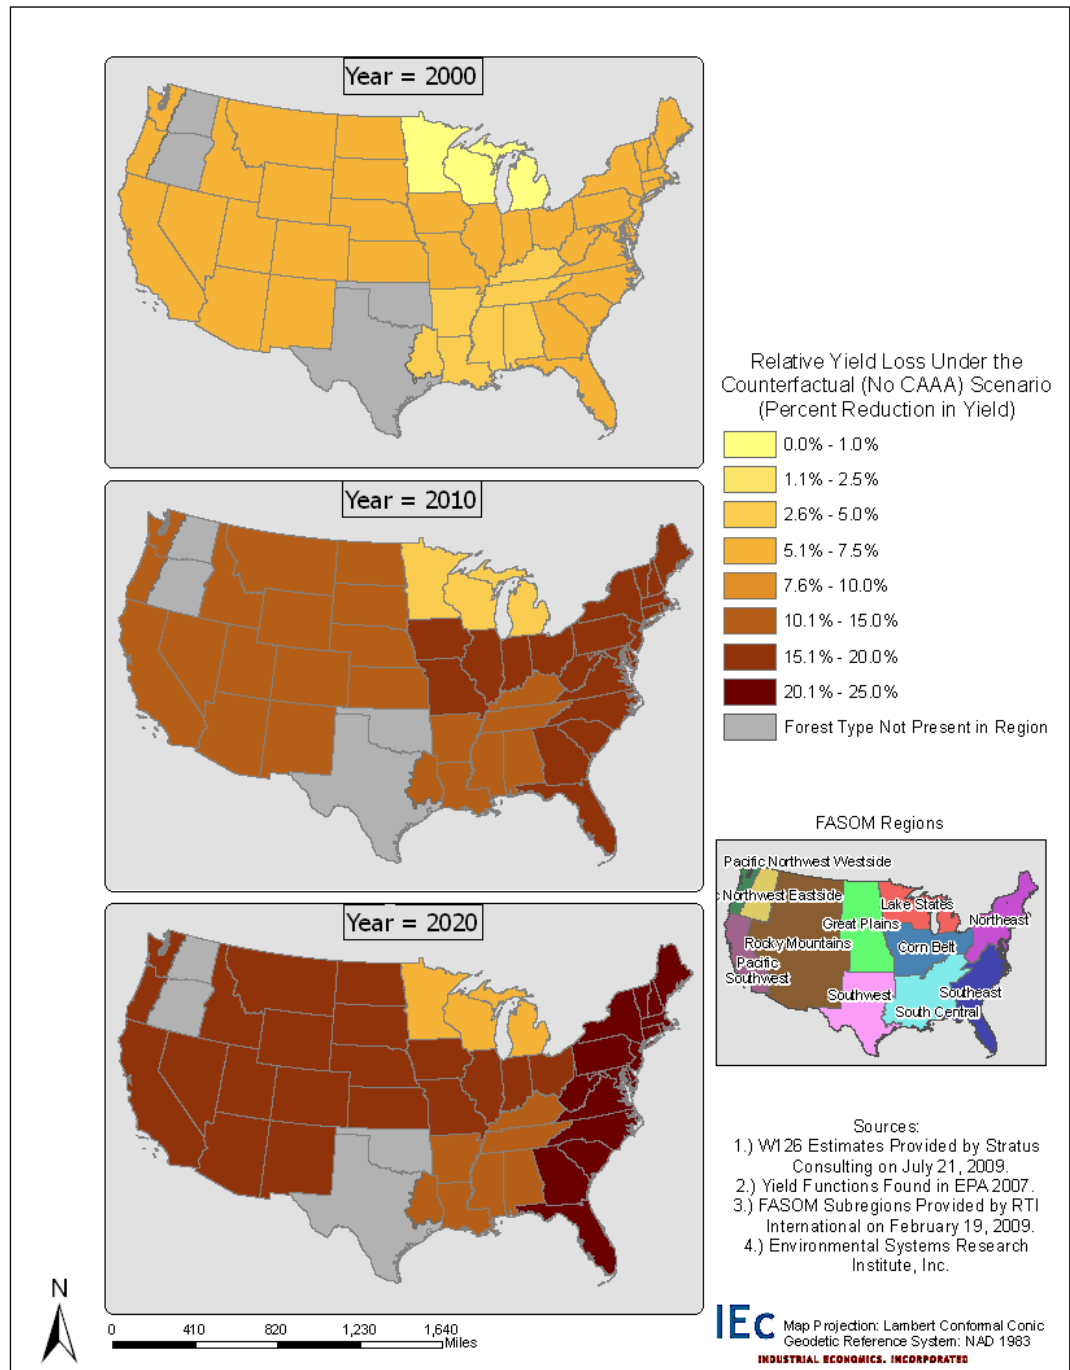 Year = 2000
Year = 2010
Year = 2020
Relative Yield Loss Under the
Counterfactual (No CAAA) Scenario
(Percent Reduction in Yield)
0.0% - 1.0%
1.1% - 2.5%
2.6% - 5.0%
5.1% - 7.5%
7.6% - 10.0%
10.1% - 15.0%
15.1% - 20.0%
20.1% - 25.0%
Forest Type Not Present in Region
FASOM Regions
Pacific Northwest Westside
c Northwest Eastside
Lake States
Northeast
Great Plains
Rocky Mountains
Corn Belt
Pacific
Southwest
Southwest
Southeast
South Central
Sources:
1.) W126 Estimates Provided by Stratus
Consulting on July 21, 2009.
2.) Yield Functions Found in EPA 2007.
3.) FASOM Subregions Provided by RTI
International on February 19, 2009.
4.) Environmental Systems Research
Institute, Inc.
N
0 410 820 1,230 1,640
Miles
IEc
Map Projection: Lambert Conformal Conic
Geodetic Reference System: NAD 1983
INDUSTRIAL ECONOMICS, INCORPORATED